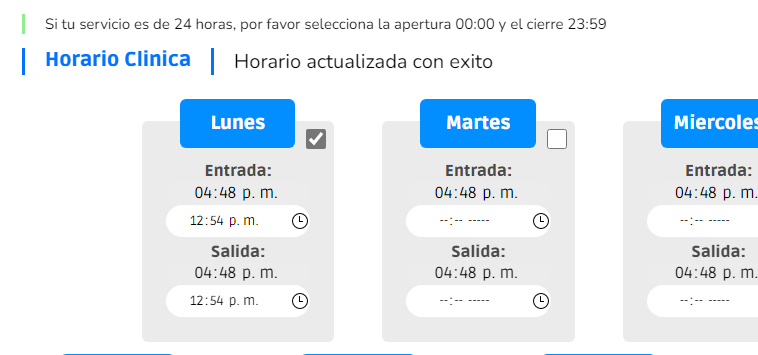 Si tu servicio es de 24 horas, por favor selecciona la apertura 00:00 y el cierre 23:59
Horario Clinica Horario actualizada con exito
Lunes Martes Miercoles
Entrada: Entrada: Entrada:
04:48 p. m. 04:48 p. m. 04:48 p. m.
12:54 p. m. --:-- ----- --:-- -----
Salida: Salida: Salida:
04:48 p. m. 04:48 p. m. 04:48 p. m.
12:54 p. m. --:-- ----- --:-- -----